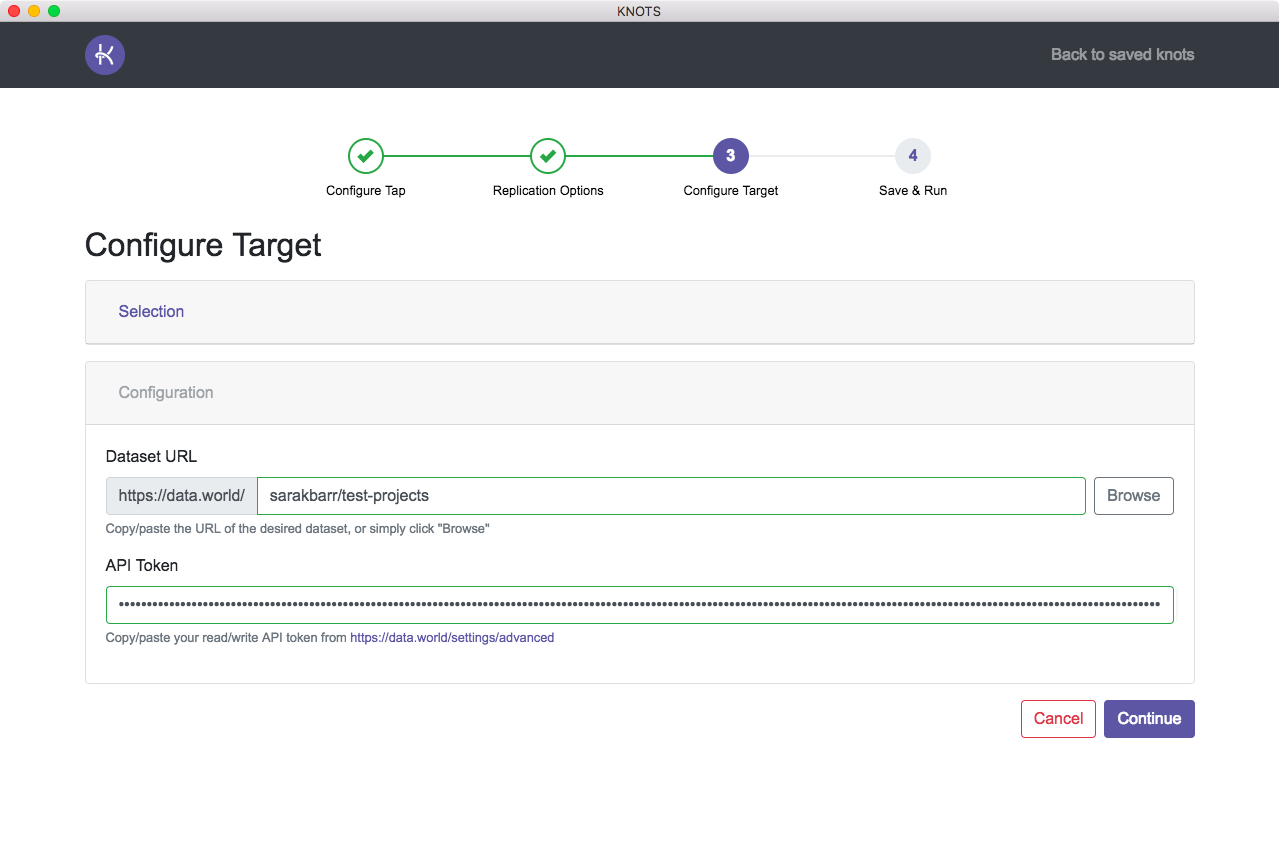 KNOTS
K
Back to saved knots
3
4
Configure Tap
Replication Options
Configure Target
Save & Run
Configure Target
Selection
Configuration
Dataset URL
https://data.world/ sarakbarr/test-projects Browse
Copy/paste the URL of the desired dataset, or simply click "Browse"
API Token
Copy/paste your read/write API token from https://data.world/settings/advanced
Cancel Continue